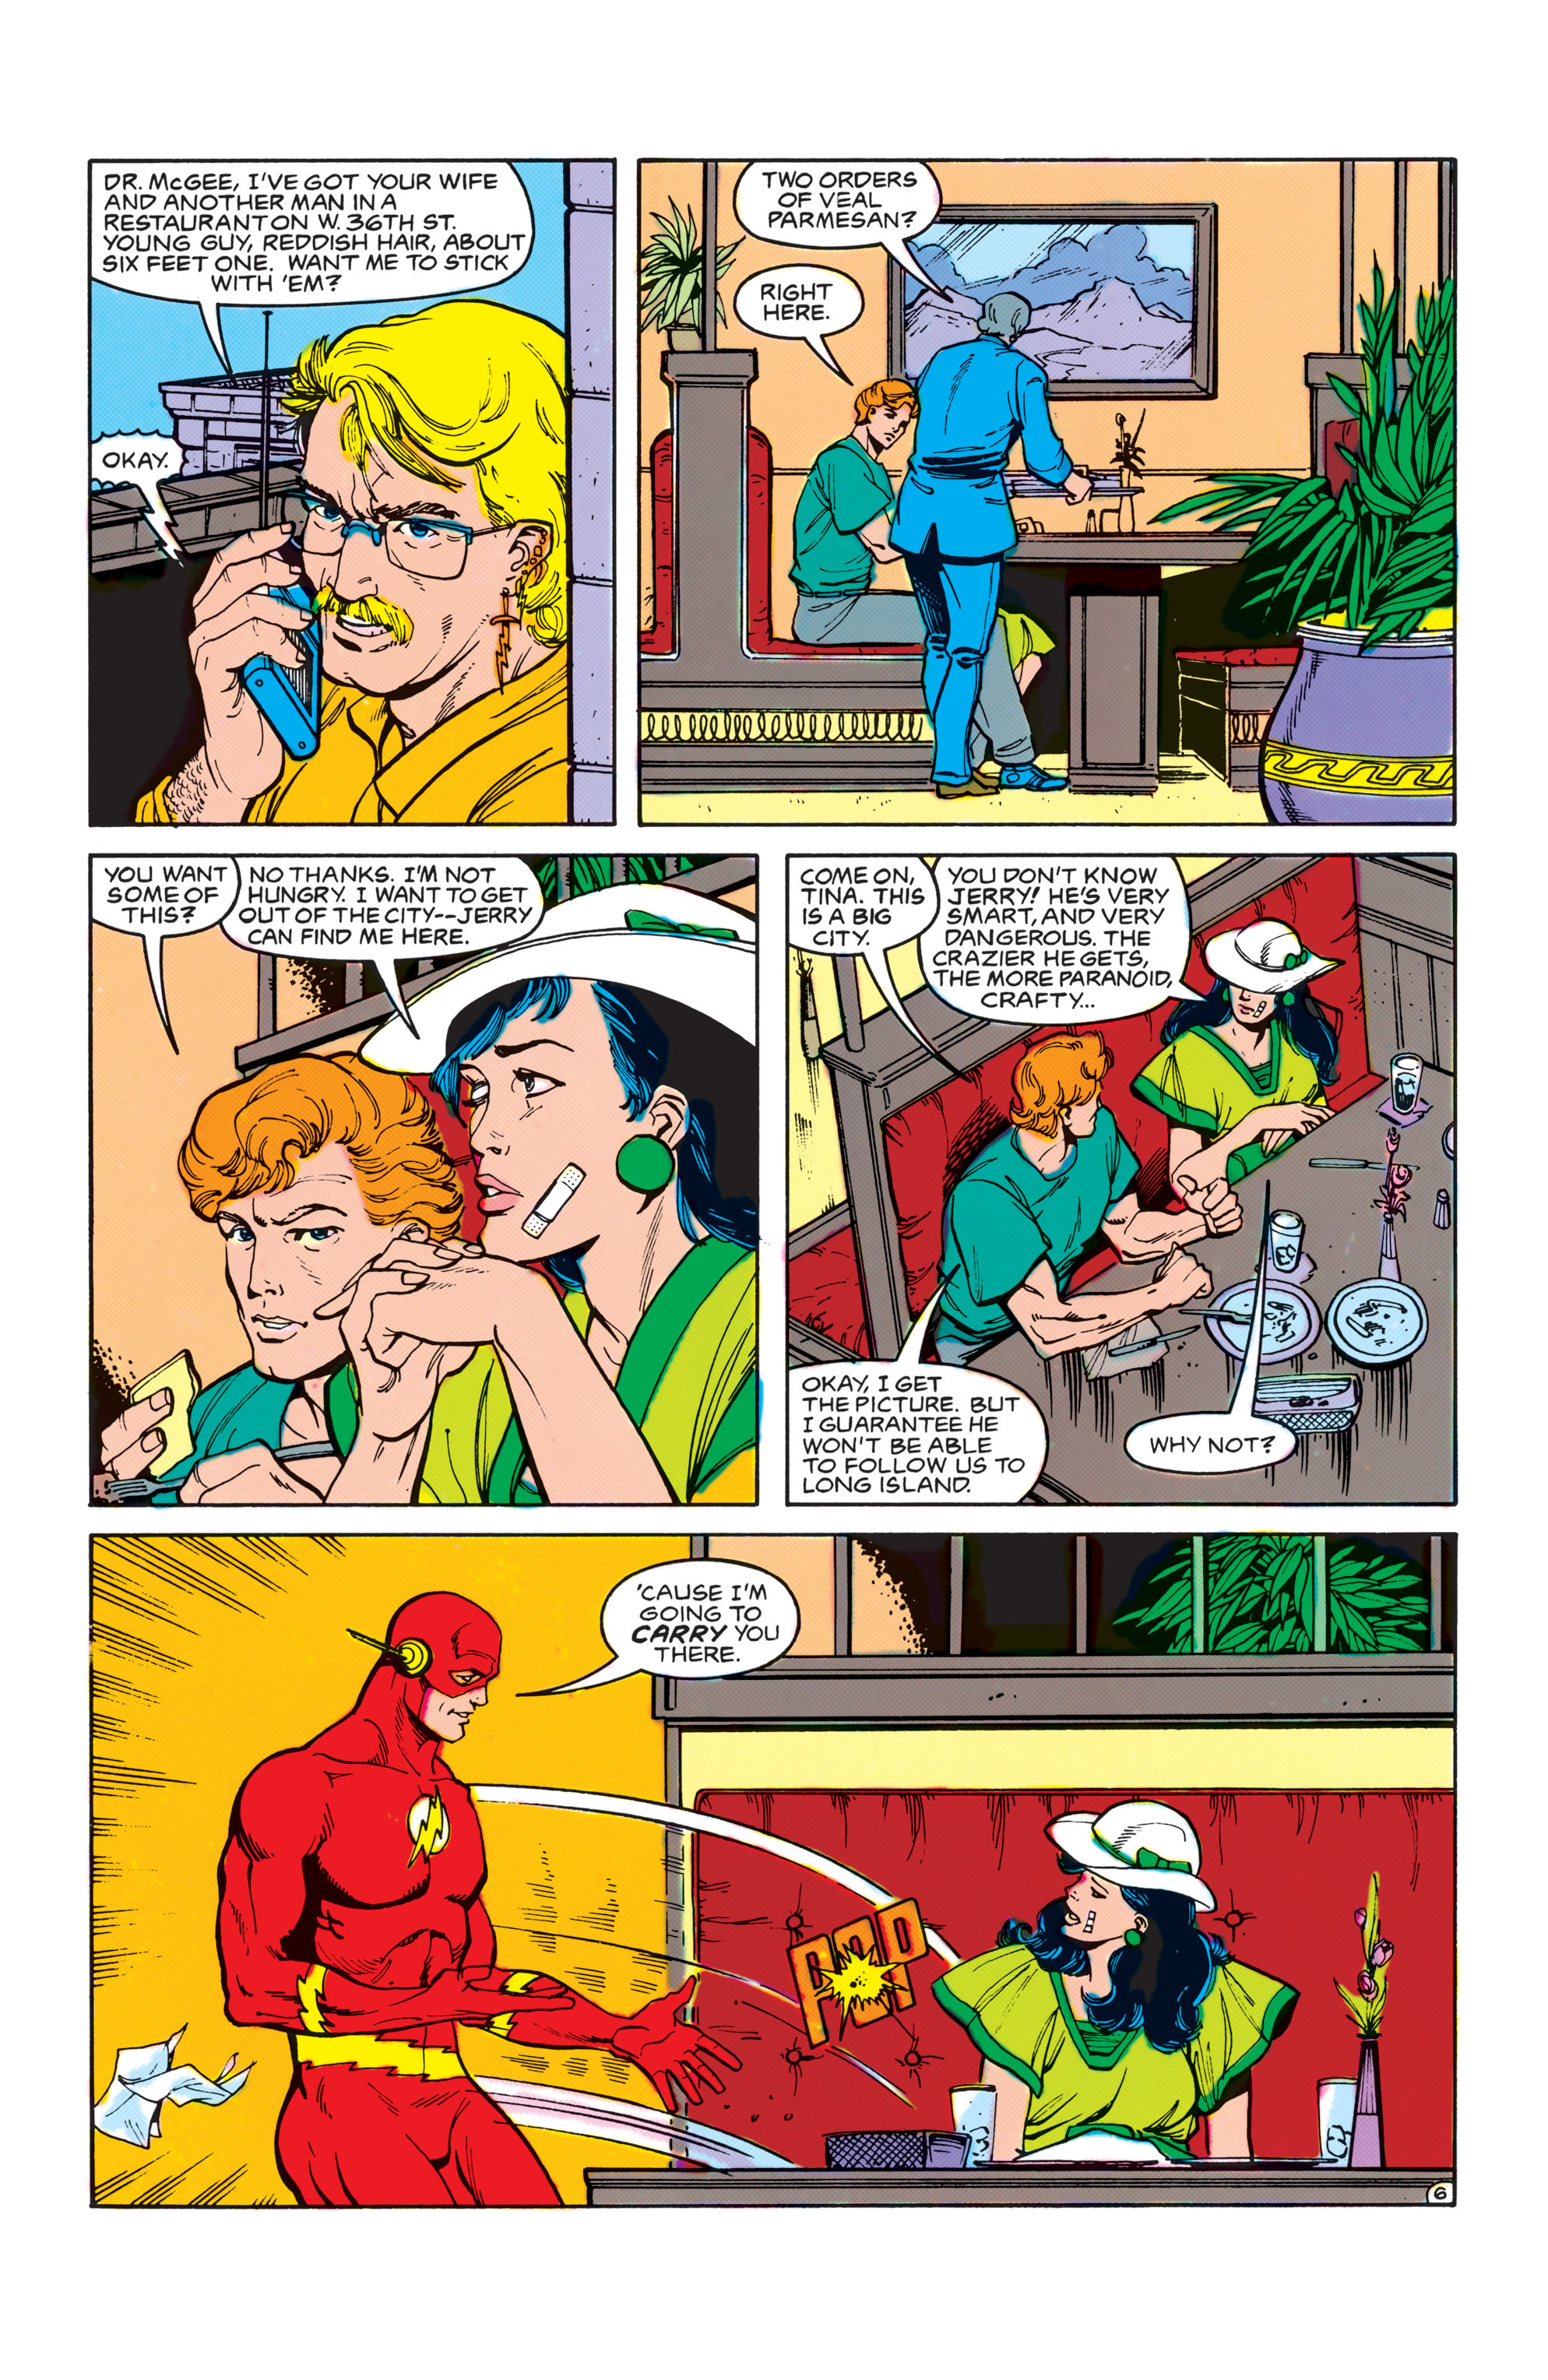 DR. McGEE, I'VE GOT YOUR WIFE
AND ANOTHER MAN IN A
RESTAURANT ON W. 36TH ST.
YOUNG GUY, REDDISH HAIR, ABOUT
SIX FEET ONE. WANT ME TO STICK
WITH 'EM?
OKAY.
TWO ORDERS
OF VEAL
PARMESAN?
RIGHT
HERE.
YOU WANT
SOME OF
THIS?
NO THANKS. I'M NOT
HUNGRY. I WANT TO GET
OUT OF THE CITY--JERRY
CAN FIND ME HERE.
COME ON,
TINA. THIS
IS A BIG
CITY.
YOU DON'T KNOW
JERRY! HE'S VERY
SMART, AND VERY
DANGEROUS. THE
CRAZIER HE GETS,
THE MORE PARANOID,
CRAFTY...
OKAY, I GET
THE PICTURE. BUT
I GUARANTEE HE
WON'T BE ABLE
TO FOLLOW US TO
LONG ISLAND.
WHY NOT?
'CAUSE I'M
GOING TO
CARRY YOU
THERE.
POP
6